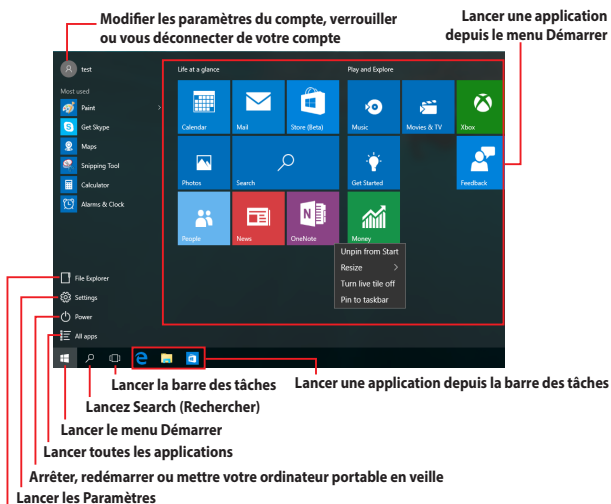 Modifier les paramètres du compte, verrouiller
ou vous déconnecter de votre compte
Lancer une application
depuis le menu Démarrer
test
Life at a glance
Play and Explore
Most used
Paint
Get Skype
Maps
Snipping Tool
Calculator
Alarms & Clock
Calendar
Mail
Store (Beta)
Music
Movies & TV
Xbox
Photos
Search
Get Started
Feedback
People
News
OneNote
Money
Unpin from Start
Resize
Turn live tile off
Pin to taskbar
File Explorer
Settings
Power
All apps
Lancer la barre des tâches
Lancer une application depuis la barre des tâches
Lancez Search (Rechercher)
Lancer le menu Démarrer
Lancer toutes les applications
Arrêter, redémarrer ou mettre votre ordinateur portable en veille
Lancer les Paramètres